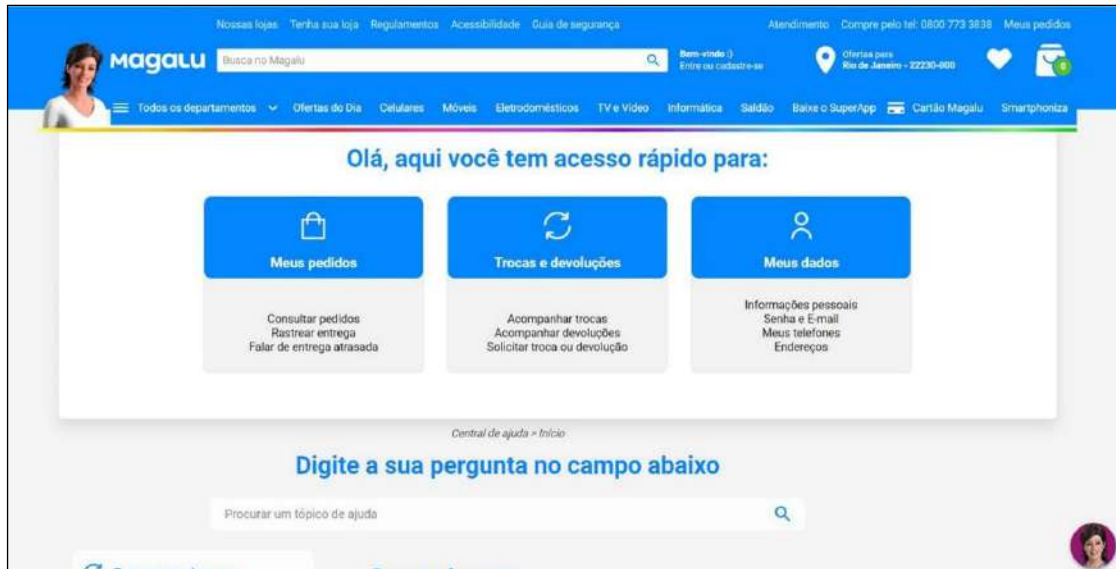 Nossas lojas Tenha sua loja Regulamentos Acessibilidade Guia de segurança Atendimento Compre pelo tel: 0800 773 3838 Meus pedidos
Magalu
Busca no Magalu
Bem-vindo :)
Entre ou cadastre-se
Ofertas para
Rio de Janeiro - 22230-000
0
Todos os departamentos Ofertas do Dia Celulares Móveis Eletrodomésticos TV e Vídeo Informática Saldão Baixe o SuperApp Cartão Magalu Smartphoniza
Olá, aqui você tem acesso rápido para:
Meus pedidos
Consultar pedidos
Rastrear entrega
Falar de entrega atrasada
Trocas e devoluções
Acompanhar trocas
Acompanhar devoluções
Solicitar troca ou devolução
Meus dados
Informações pessoais
Senha e E-mail
Meus telefones
Endereços
Central de ajuda > Início
Digite a sua pergunta no campo abaixo
Procurar um tópico de ajuda